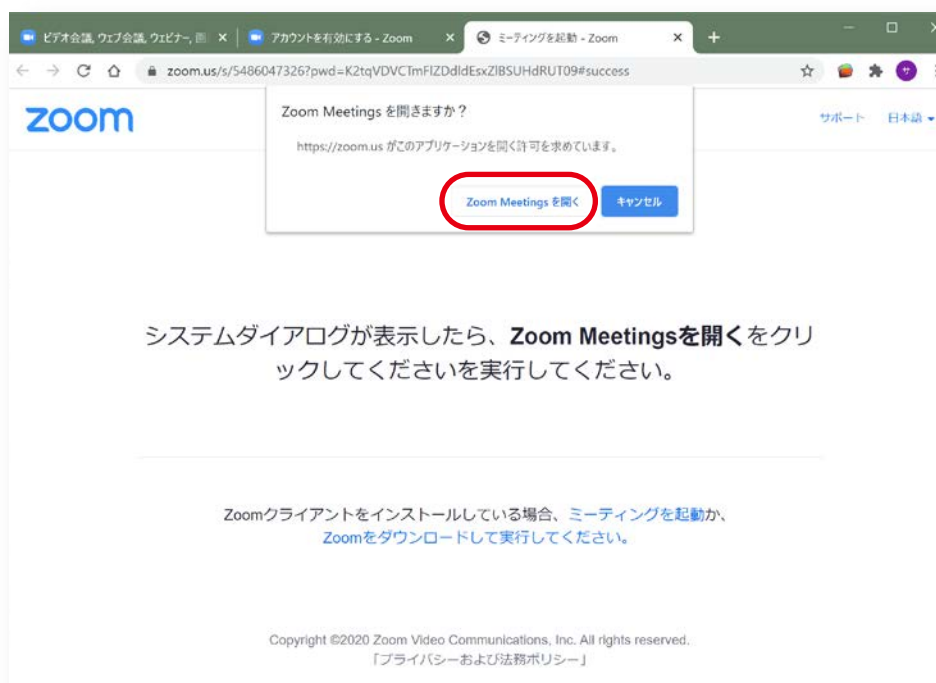 ビデオ会議, ウェブ会議, ウェビナー, 画
アカウントを有効にする - Zoom
ミーティングを起動 - Zoom
zoom.us/s/5486047326?pwd=K2tqVDVCTmFlZDdldEsxZlBSUHdRUT09#success
サ
zoom
サポート 日本語
Zoom Meetings を開きますか？
https://zoom.us がこのアプリケーションを開く許可を求めています。
Zoom Meetings を開く キャンセル
システムダイアログが表示したら、Zoom Meetingsを開くをクリ
ックしてくださいを実行してください。
Zoomクライアントをインストールしている場合、ミーティングを起動か、
Zoomをダウンロードして実行してください。
Copyright ©2020 Zoom Video Communications, Inc. All rights reserved.
「プライバシーおよび法務ポリシー」